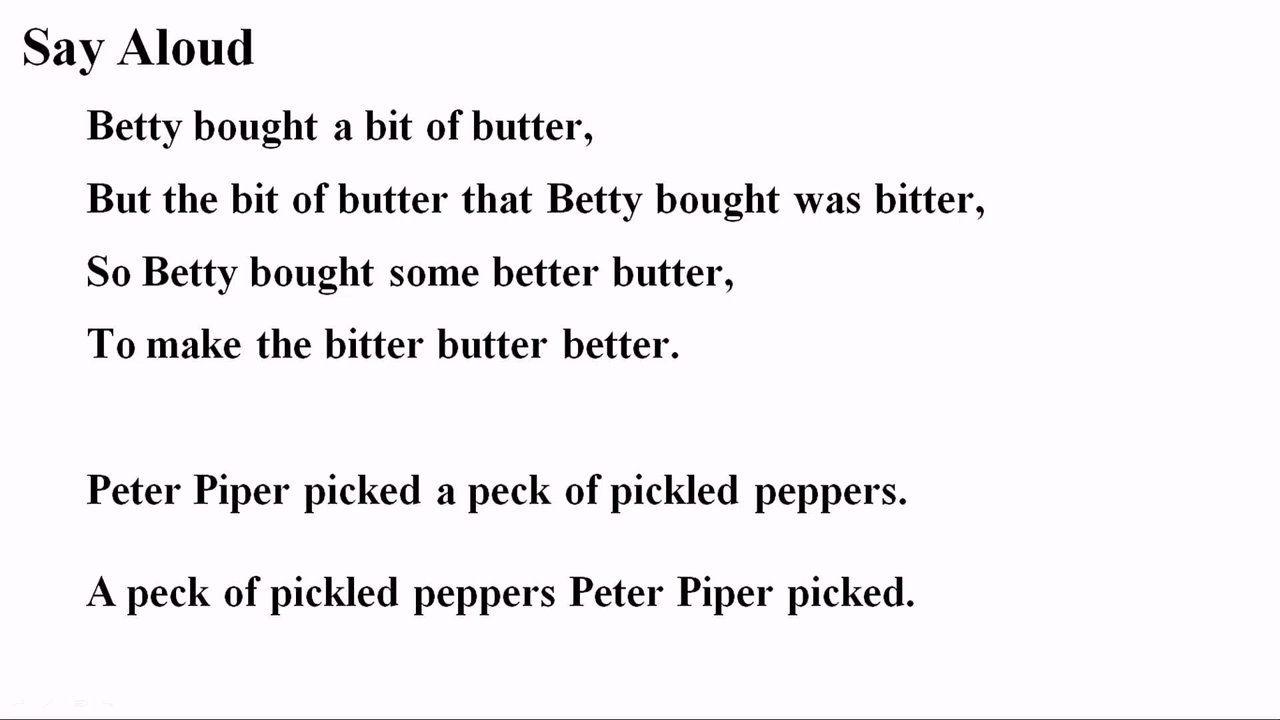 Say Aloud
Betty bought a bit of butter,
But the bit of butter that Betty bought was bitter,
So Betty bought some better butter,
To make the bitter butter better.
Peter Piper picked a peck of pickled peppers.
A peck of pickled peppers Peter Piper picked.